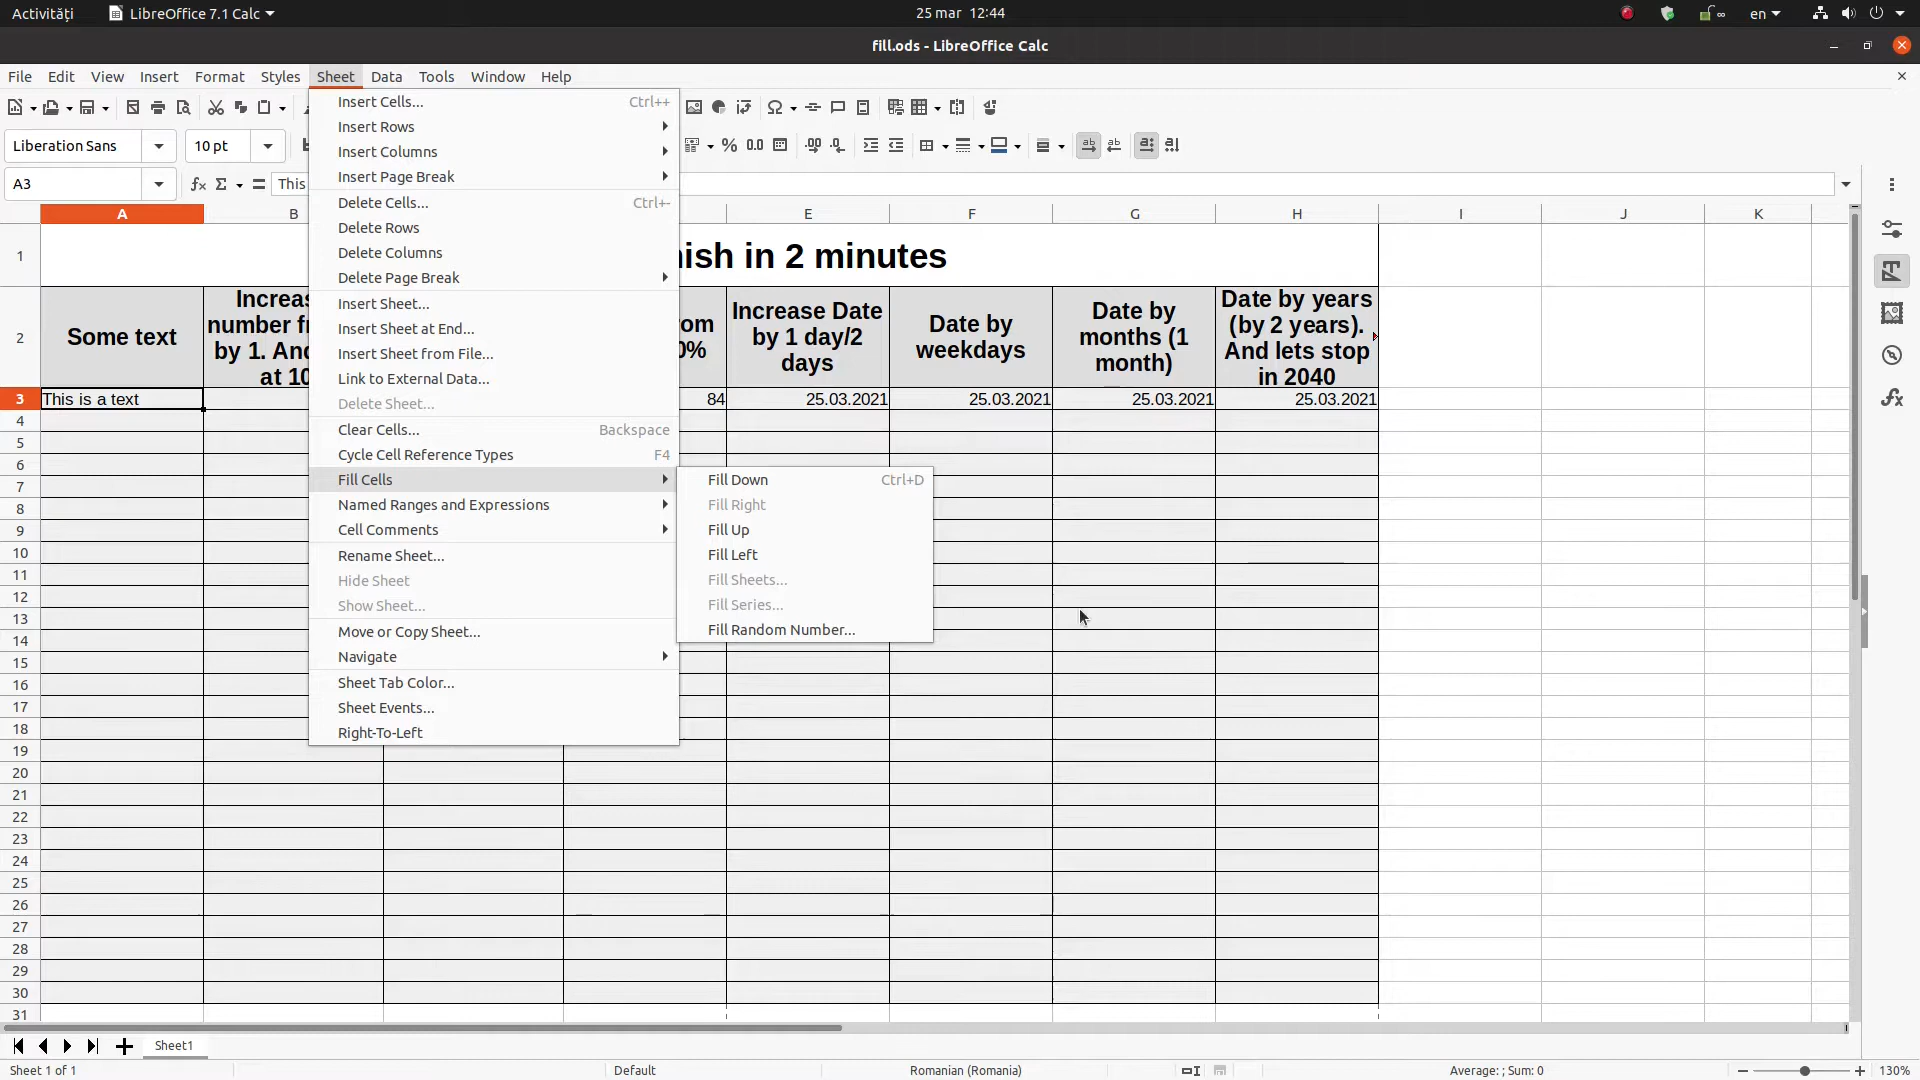 Activități LibreOffice 7.1 Calc 25 mar 12:44 en
fill.ods - LibreOffice Calc
File Edit View Insert Format Styles Sheet Data Tools Window Help
Liberation Sans 10 pt
A3 This
A B E F G H I J K
1 ish in 2 minutes
2
Some text
Increas
number f
by 1. An
at 10
om
0%
Increase Date
by 1 day/2
days
Date by
weekdays
Date by
months (1
month)
Date by years
(by 2 years).
And lets stop
in 2040
3 This is a text 84 25.03.2021 25.03.2021 25.03.2021 25.03.2021
4
5
6
7
8
9
10
11
12
13
14
15
16
17
18
19
20
21
22
23
24
25
26
27
28
29
30
31
Insert Cells... Ctrl++
Insert Rows
Insert Columns
Insert Page Break
Delete Cells... Ctrl+-
Delete Rows
Delete Columns
Delete Page Break
Insert Sheet...
Insert Sheet at End...
Insert Sheet from File...
Link to External Data...
Delete Sheet...
Clear Cells... Backspace
Cycle Cell Reference Types F4
Fill Cells
Named Ranges and Expressions
Cell Comments
Rename Sheet...
Hide Sheet
Show Sheet...
Move or Copy Sheet...
Navigate
Sheet Tab Color...
Sheet Events...
Right-To-Left
Fill Down Ctrl+D
Fill Right
Fill Up
Fill Left
Fill Sheets...
Fill Series...
Fill Random Number...
Sheet1
Sheet 1 of 1 Default Romanian (Romania) Average: ; Sum: 0 130%